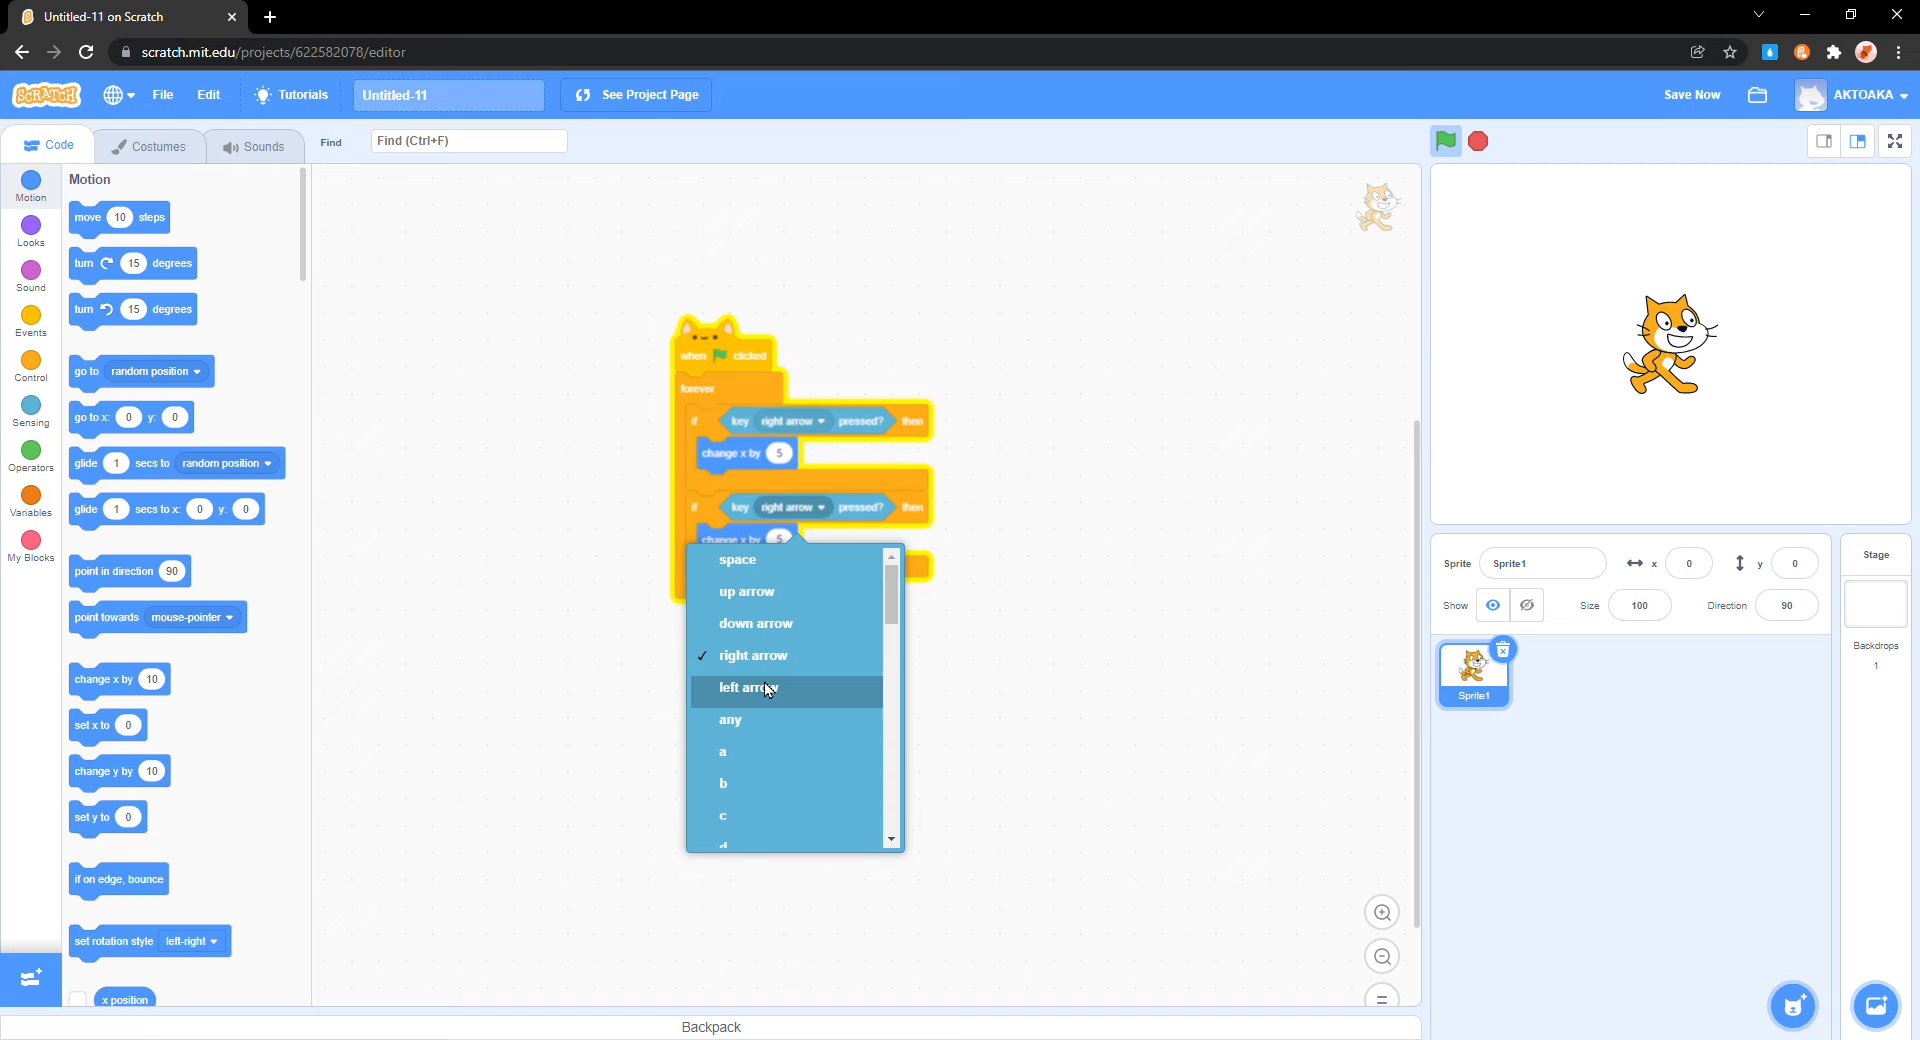 Untitled-11 on Scratch
scratch.mit.edu/projects/622582078/editor
SCRATCH
File
Edit
Tutorials
Untitled-11
See Project Page
Save Now
AKTOAKA
Code
Costumes
Sounds
Find
Find (Ctrl+F)
Motion
Looks
Sound
Events
Control
Sensing
Operators
Variables
My Blocks
Motion
move 10 steps
turn 15 degrees
turn 15 degrees
go to random position
go to x: 0 y: 0
glide 1 secs to random position
glide 1 secs to x: 0 y: 0
point in direction 90
point towards mouse-pointer
change x by 10
set x to 0
change y by 10
set y to 0
if on edge, bounce
set rotation style left-right
x position
when clicked
forever
if key right arrow pressed? then
change x by 5
if key right arrow pressed? then
change x by 5
space
up arrow
down arrow
✓ right arrow
left arrow
any
a
b
c
d
Backpack
Sprite Sprite1 x 0 y 0
Show Size 100 Direction 90
Sprite1
Stage
Backdrops
1